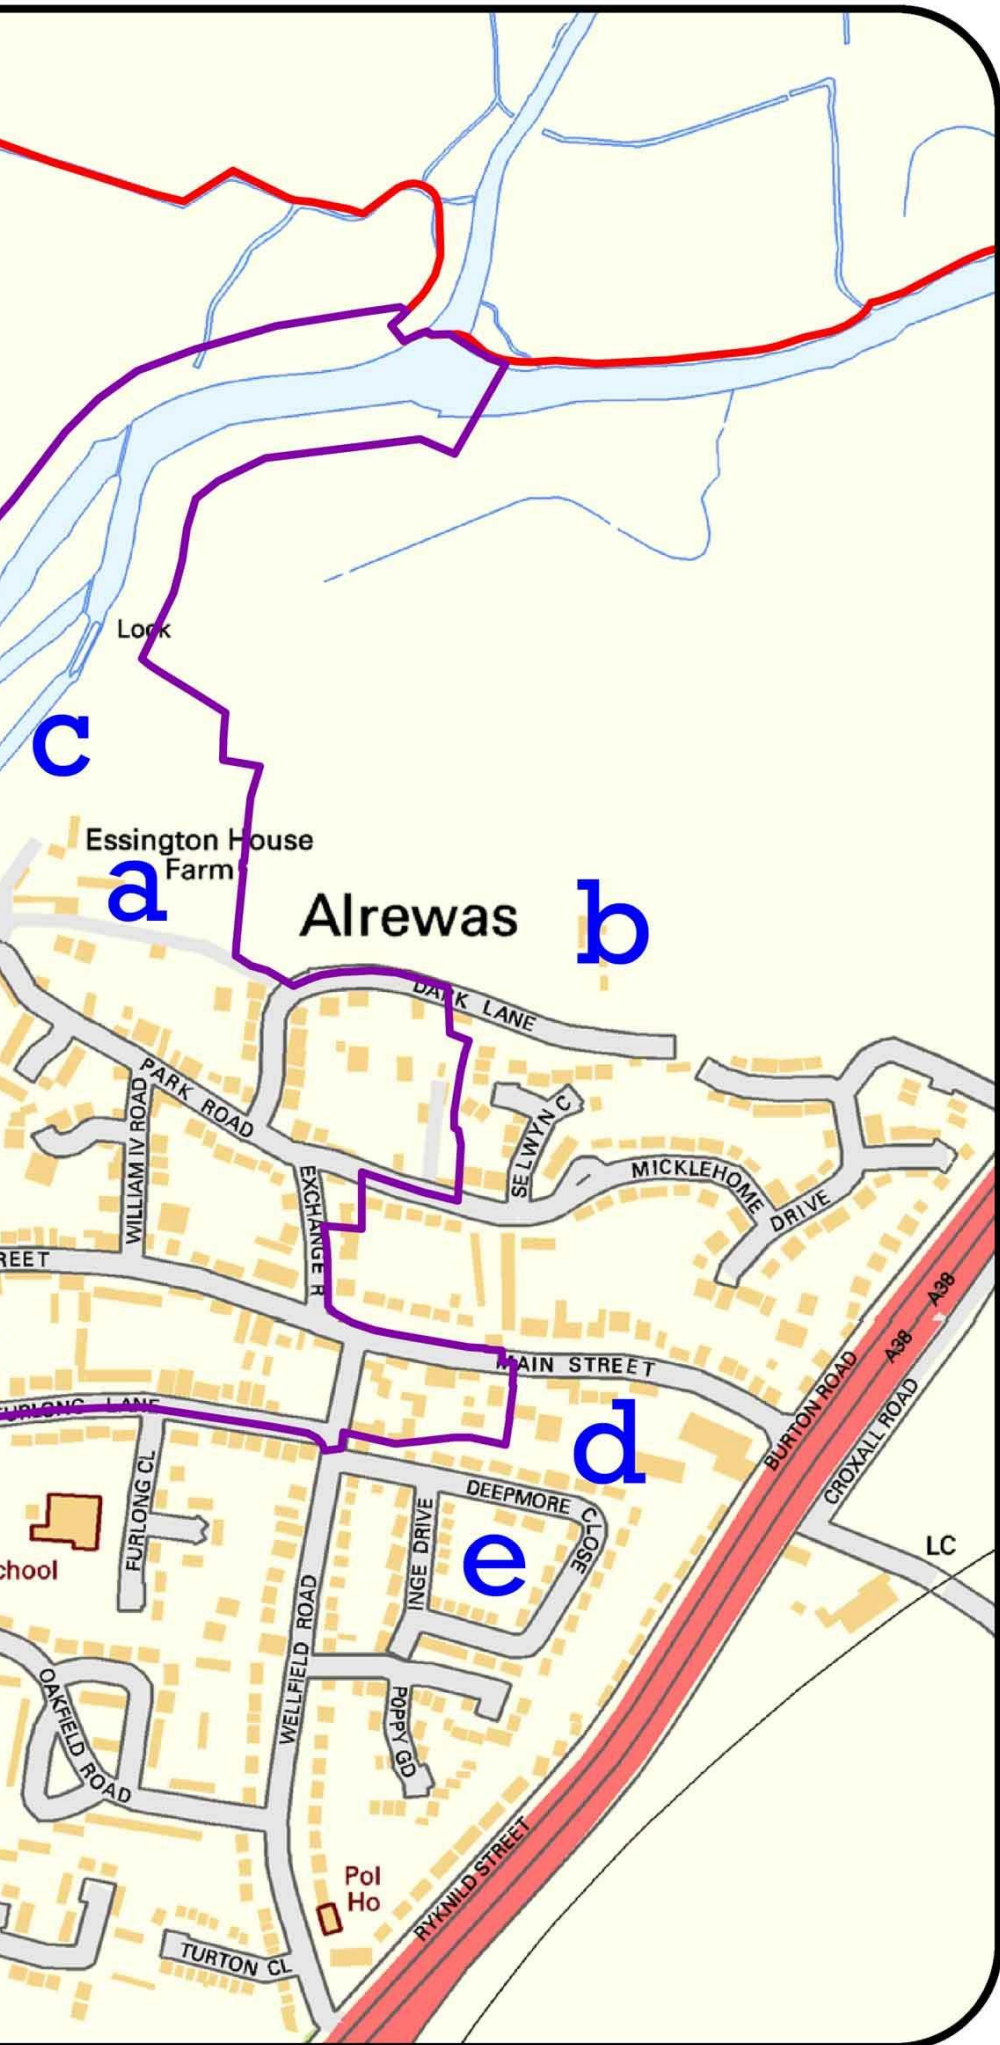 Lock
c
Essington House
Farm
a
Alrewas
b
DARK LANE
PARK ROAD
WILLIAM IV ROAD
SELWYN C
EXCHANGE R
MICKLEHOME
DRIVE
REET
A38
A38
MAIN STREET
BURTON ROAD
CROXALL ROAD
FURLONG LANE
d
DEEPMORE
CLOSE
FURLONG CL
INGE DRIVE
e
LC
chool
WELLFIELD ROAD
OAKFIELD ROAD
POPPY GD
RYKNILD STREET
Pol
Ho
TURTON CL